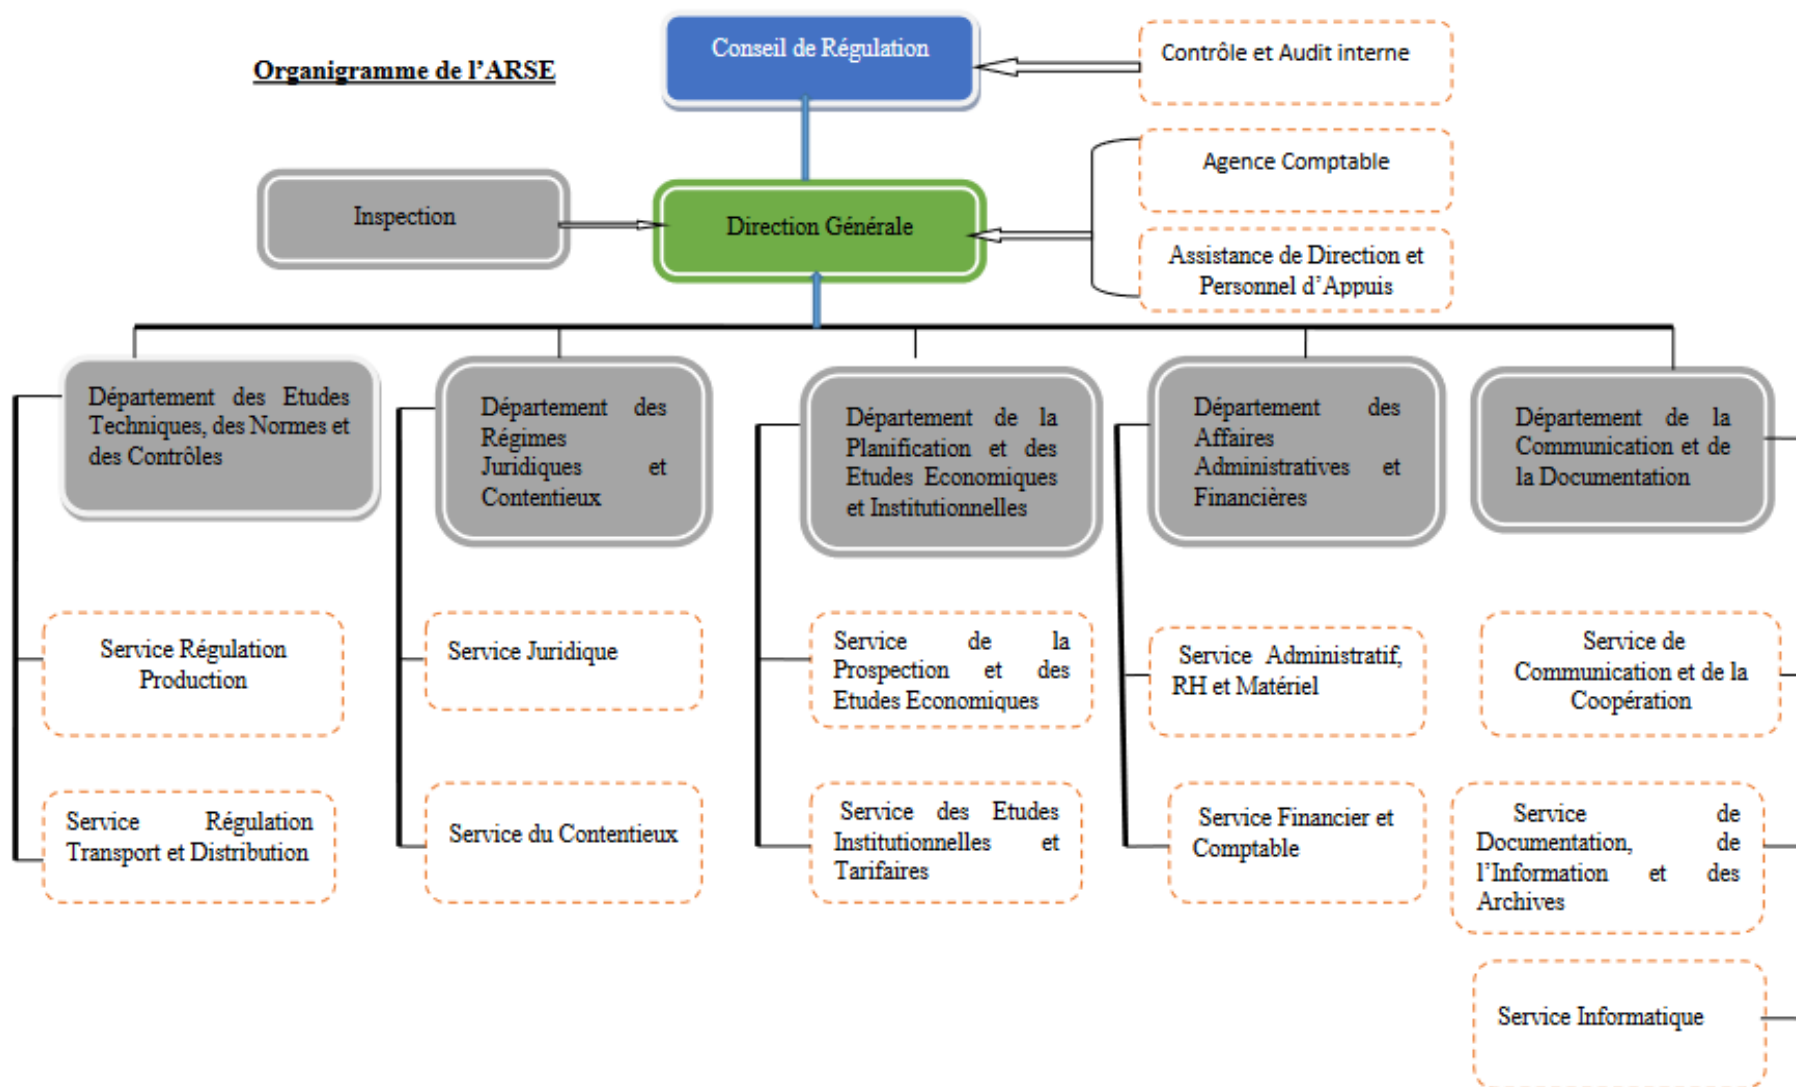 Organigramme de l’ARSE
Conseil de Régulation
Contrôle et Audit interne
Agence Comptable
Inspection
Direction Générale
Assistance de Direction et
Personnel d’Appuis
Département des Etudes
Techniques, des Normes et
des Contrôles
Département des
Régimes
Juridiques et
Contentieux
Département de la
Planification et des
Etudes Economiques
et Institutionnelles
Département des
Affaires
Administratives et
Financières
Département de la
Communication et de
la Documentation
Service Régulation
Production
Service Juridique
Service de la
Prospection et des
Etudes Economiques
Service Administratif,
RH et Matériel
Service de
Communication et de la
Coopération
Service Régulation
Transport et Distribution
Service du Contentieux
Service des Etudes
Institutionnelles et
Tarifaires
Service Financier et
Comptable
Service de
Documentation, de
l’Information et des
Archives
Service Informatique